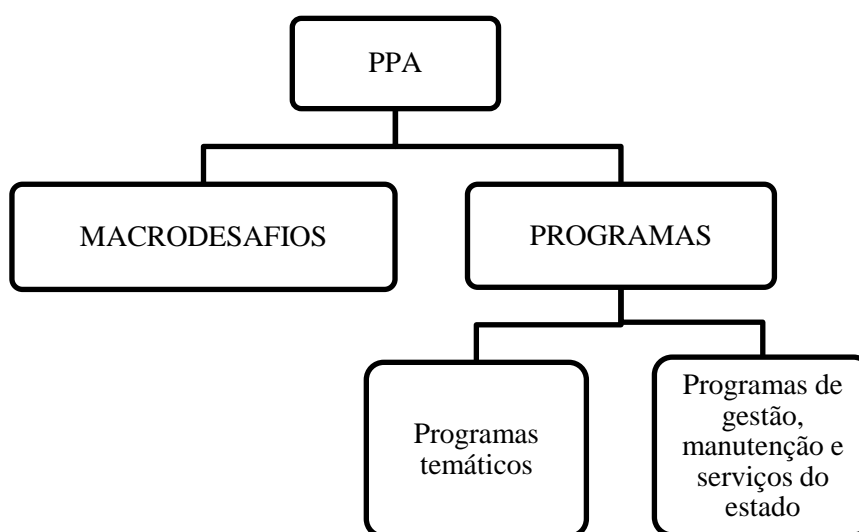 PPA
MACRODESAFIOS
PROGRAMAS
Programas
temáticos
Programas de
gestão,
manutenção e
serviços do
estado